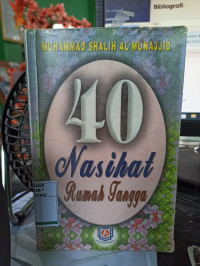 Bibliografi
MUHAMMAD SHALIH AL MUNAJJID
40
Nasihat
Rumah Tangga